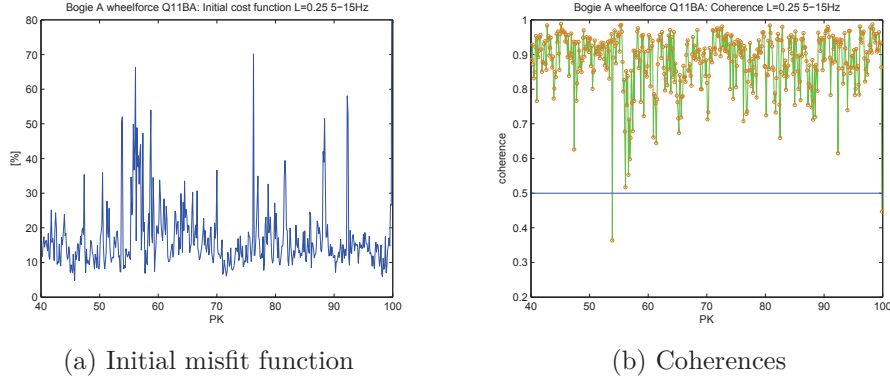 Bogie A wheelforce Q11BA: Initial cost function L=0.25 5−15Hz
80
70
60
50
40
30
20
10
0
[%]
40 50 60 70 80 90 100
PK
(a) Initial misfit function
Bogie A wheelforce Q11BA: Coherence L=0.25 5−15Hz
1
0.9
0.8
0.7
0.6
0.5
0.4
0.3
0.2
coherence
40 50 60 70 80 90 100
PK
(b) Coherences